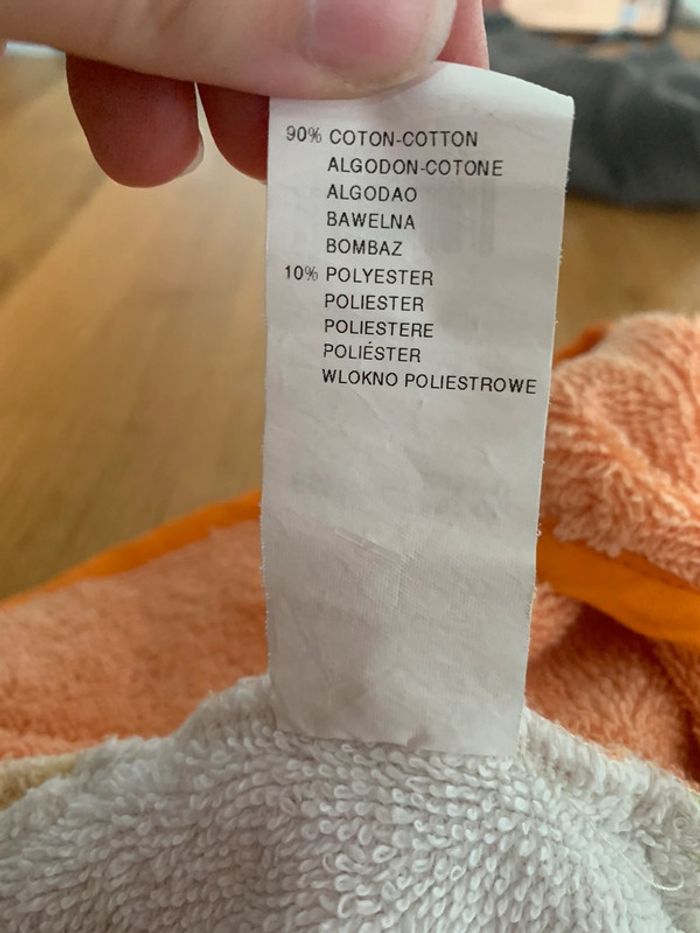 90% COTON-COTTON
ALGODON-COTONE
ALGODAO
BAWELNA
BOMBAZ
10% POLYESTER
POLIESTER
POLIESTERE
POLIÉSTER
WLOKNO POLIESTROWE